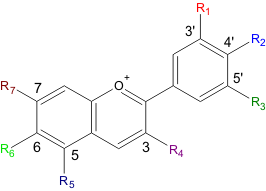 R₁
3' 4' R₂
7 O⁺ 5'
R₇ R₃
R₆ 6 5 3 R₄
R₅